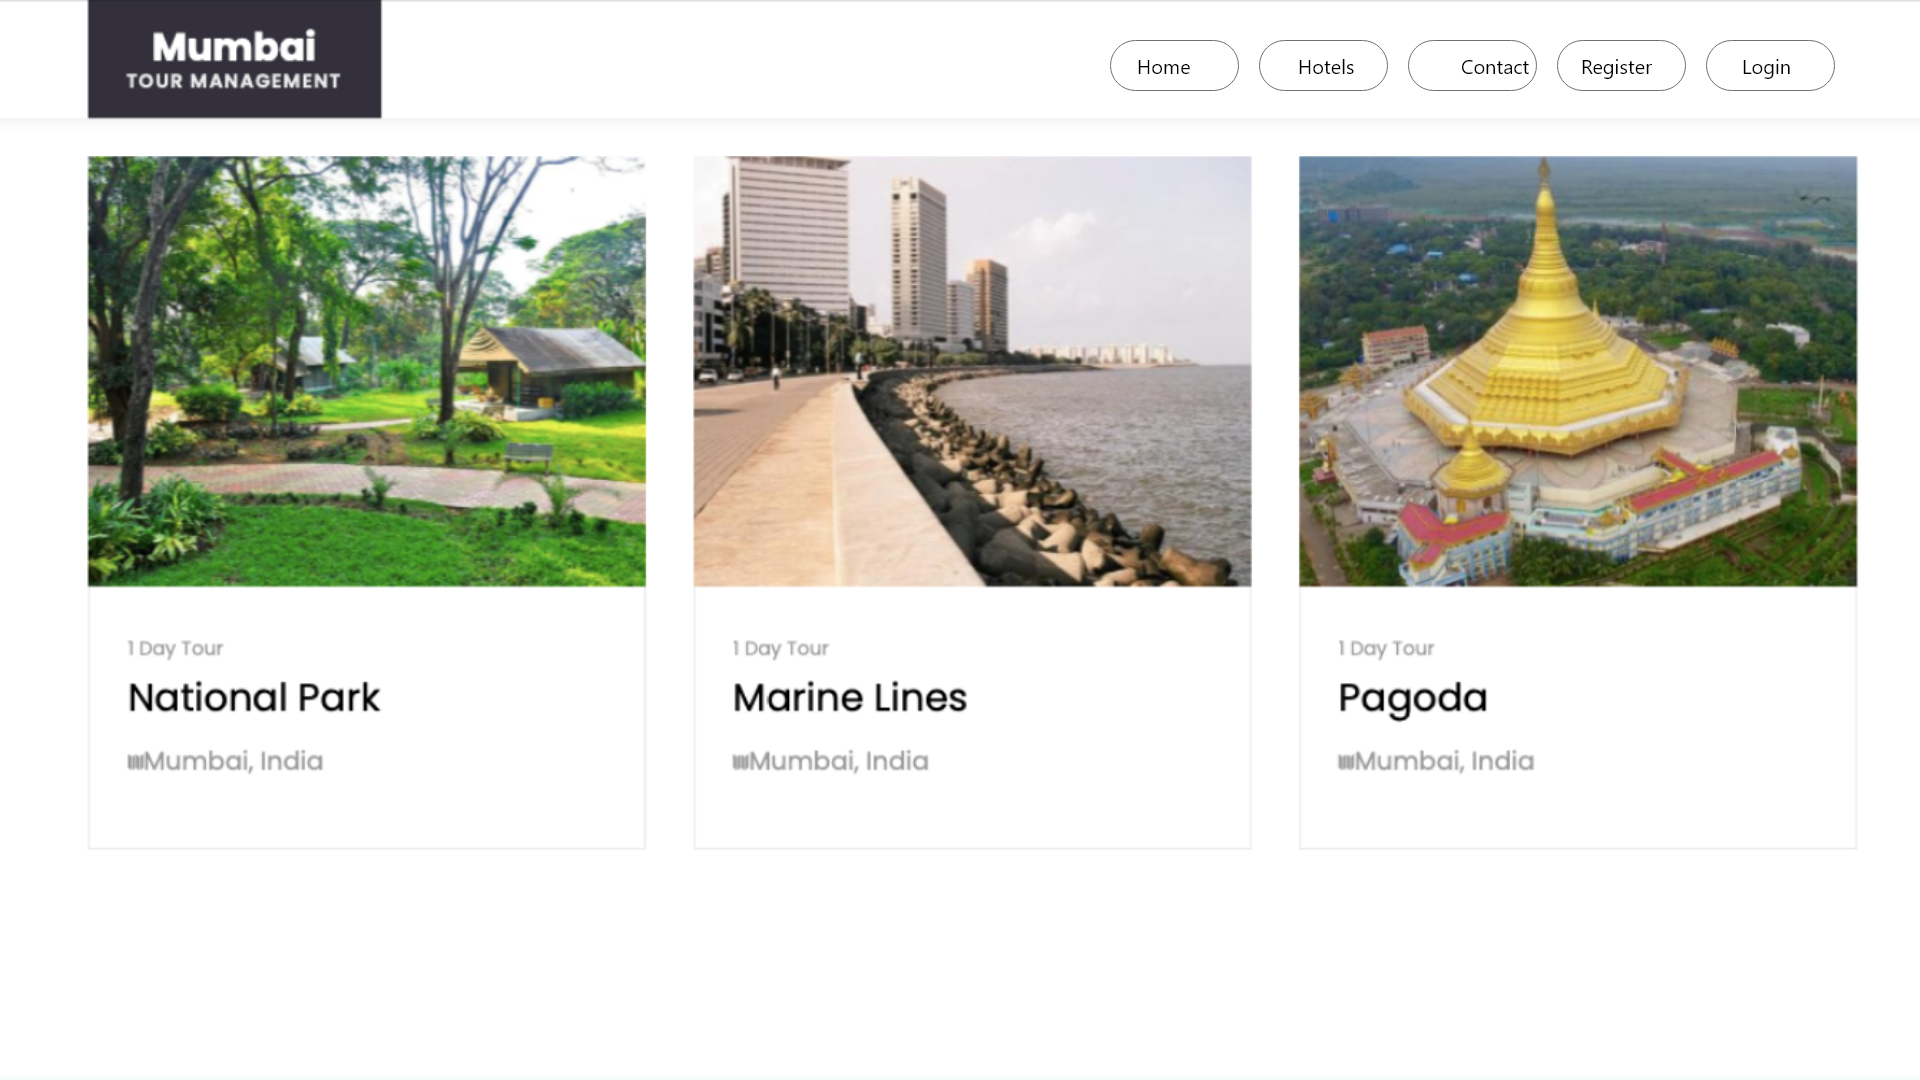 Mumbai
TOUR MANAGEMENT
Home
Hotels
Contact
Register
Login
1 Day Tour
National Park
Mumbai, India
1 Day Tour
Marine Lines
Mumbai, India
1 Day Tour
Pagoda
Mumbai, India